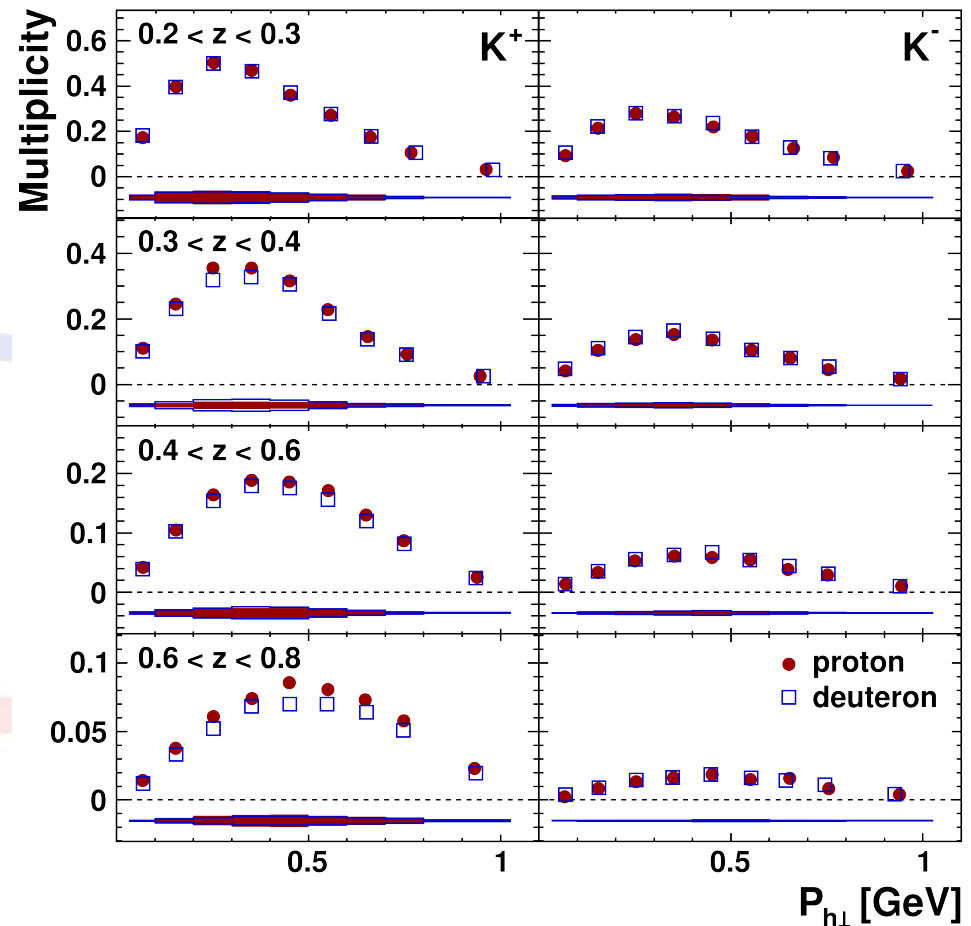 Multiplicity
0.2 < z < 0.3
K+
K-
0.6
0.4
0.2
0
0.3 < z < 0.4
0.4
0.2
0
0.4 < z < 0.6
0.2
0.1
0
0.6 < z < 0.8
proton
deuteron
0.1
0.05
0
0.5 1 0.5 1
Ph⊥ [GeV]